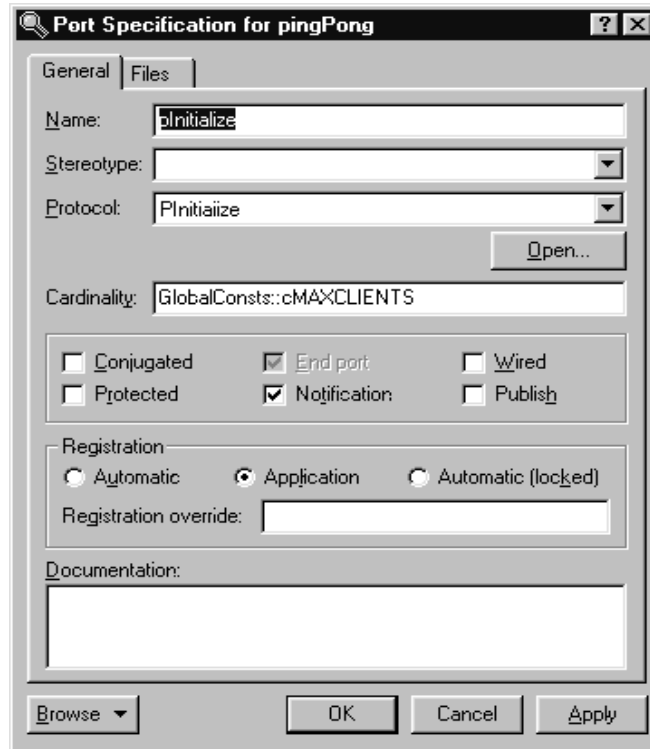 Port Specification for pingPong
General Files
Name: pInitialize
Stereotype:
Protocol: PInitiaiize
Open...
Cardinality: GlobalConsts::cMAXCLIENTS
Conjugated End port Wired
Protected Notification Publish
Registration
Automatic Application Automatic (locked)
Registration override:
Documentation:
Browse OK Cancel Apply